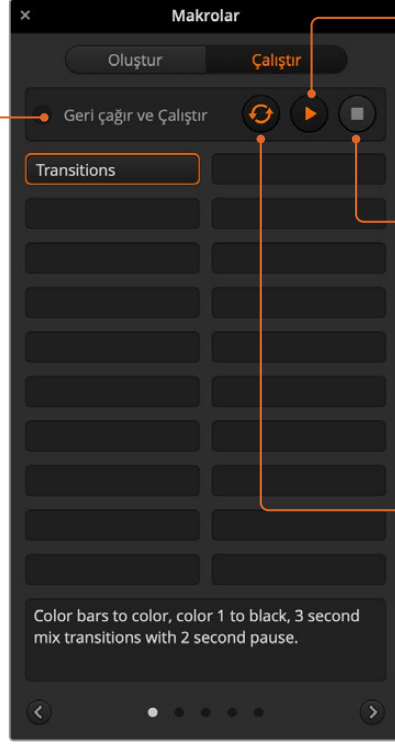 Makrolar
Oluştur
Çalıştır
Geri çağır ve Çalıştır
Transitions
Color bars to color, color 1 to black, 3 second
mix transitions with 2 second pause.